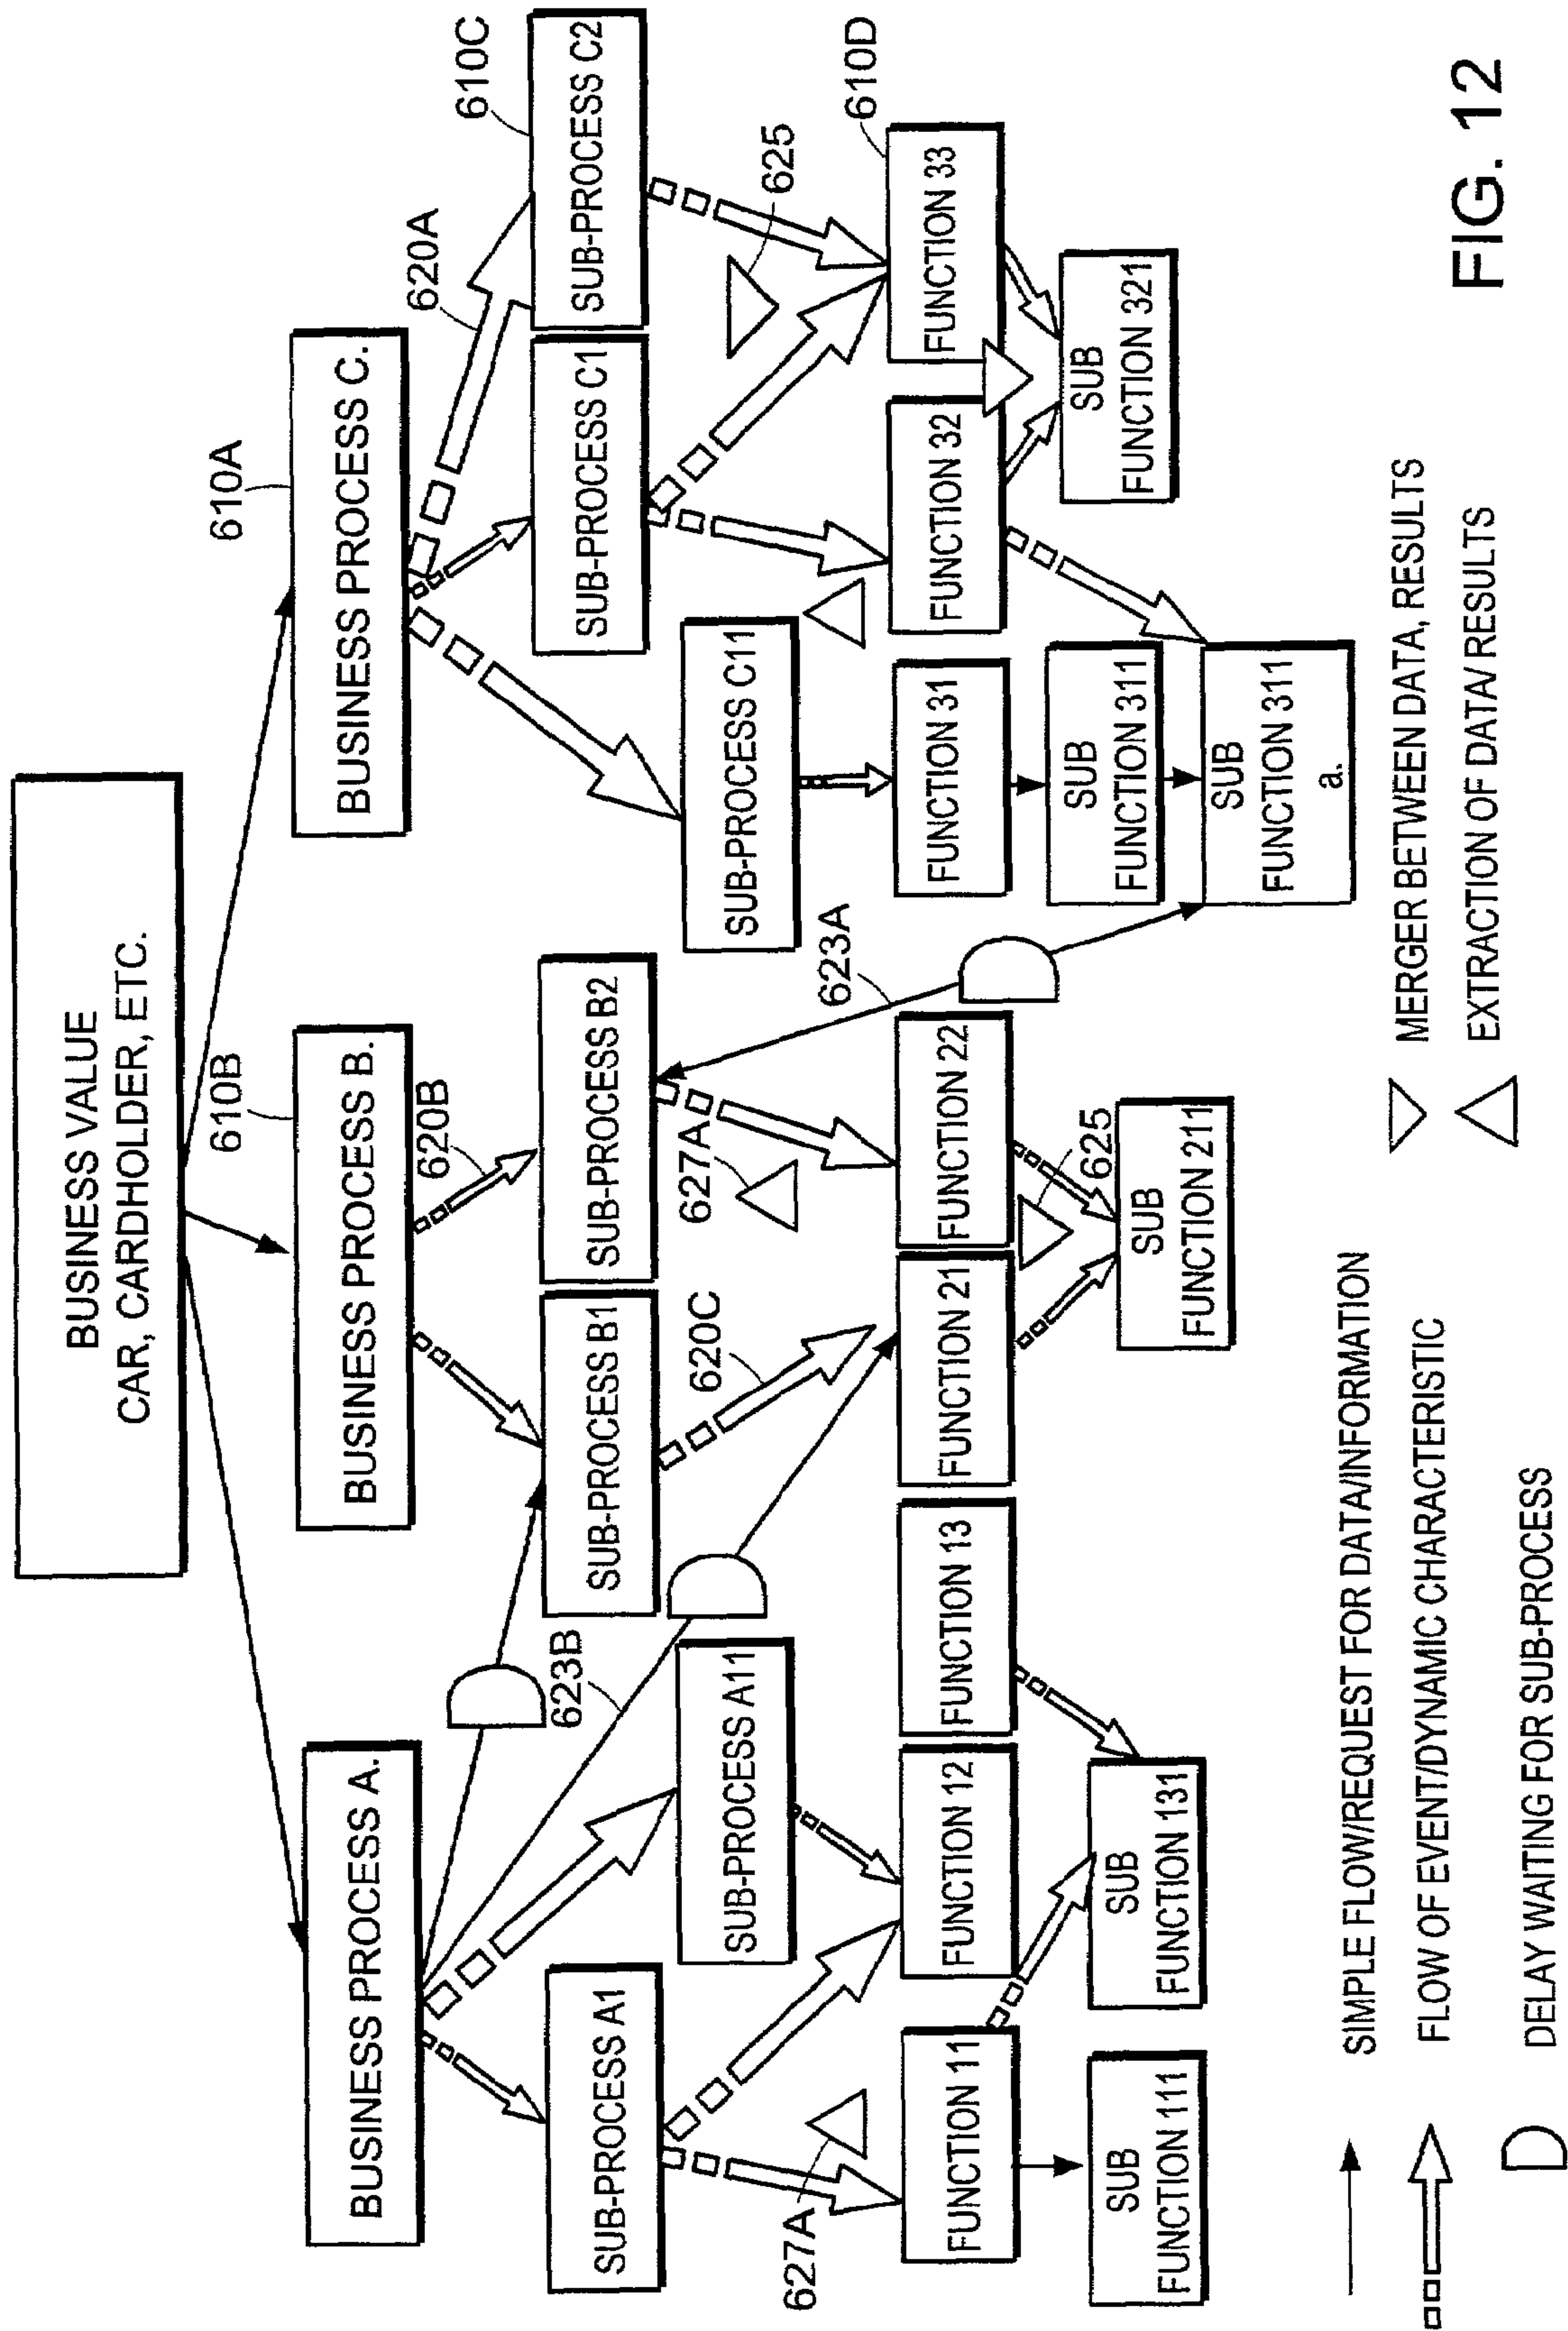 BUSINESS VALUE
CAR, CARDHOLDER, ETC.
610B
610A
BUSINESS PROCESS A.
BUSINESS PROCESS B.
BUSINESS PROCESS C.
620B
620A
610C
SUB-PROCESS A1
623B
SUB-PROCESS B1
SUB-PROCESS B2
SUB-PROCESS C1
SUB-PROCESS C2
SUB-PROCESS A11
620C
627A
SUB-PROCESS C11
625
627A
623A
610D
FUNCTION 11
FUNCTION 12
FUNCTION 13
FUNCTION 21
FUNCTION 22
FUNCTION 31
FUNCTION 32
FUNCTION 33
625
SUB
FUNCTION 111
SUB
FUNCTION 131
SUB
FUNCTION 211
SUB
FUNCTION 311
SUB
FUNCTION 321
SUB
FUNCTION 311
a.
SIMPLE FLOW/REQUEST FOR DATA/INFORMATION
MERGER BETWEEN DATA, RESULTS
FLOW OF EVENT/DYNAMIC CHARACTERISTIC
EXTRACTION OF DATA/ RESULTS
DELAY WAITING FOR SUB-PROCESS
FIG. 12